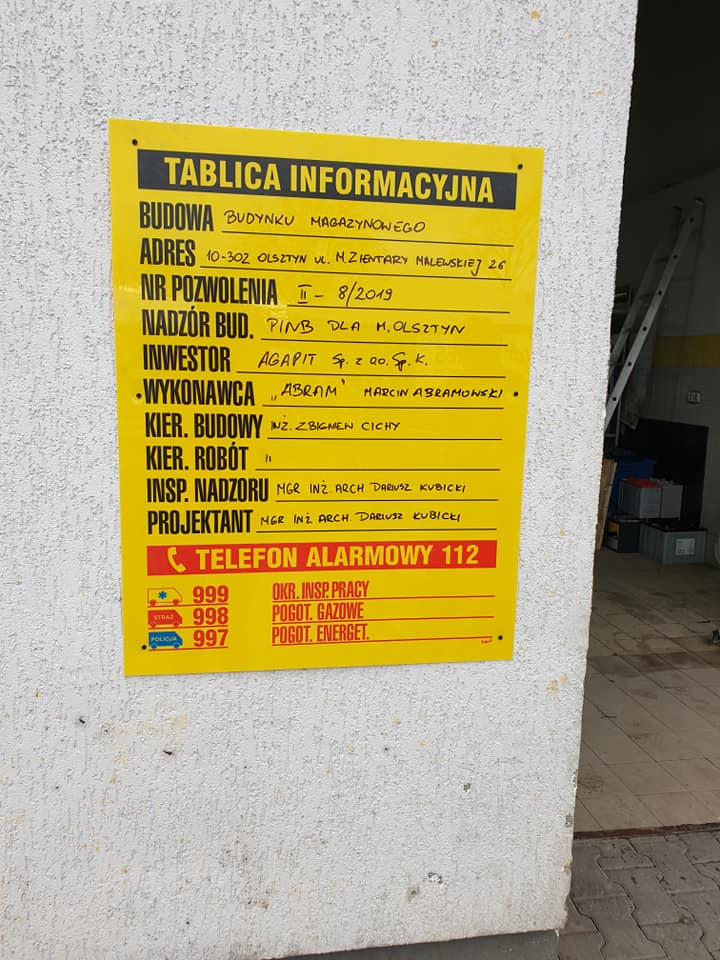 TABLICA INFORMACYJNA
BUDOWA BUDYNKU MAGAZYNOWEGO
ADRES 10-302 OLSZTYN UL. M. ZIENTARY MALEWSKIEJ 26
NR POZWOLENIA II - 8/2019
NADZÓR BUD. PINB DLA M. OLSZTYN
INWESTOR AGAPIT Sp. z o.o. Sp. K.
WYKONAWCA „ABRAM" MARCIN ABRAMOWSKI
KIER. BUDOWY INŻ. ZBIGNIEW CICHY
KIER. ROBÓT "
INSP. NADZORU MGR INŻ. ARCH. DARIUSZ KUBICKI
PROJEKTANT MGR INŻ. ARCH. DARIUSZ KUBICKI
TELEFON ALARMOWY 112
999 OKR. INSP. PRACY
STRAŻ 998 POGOT. GAZOWE
POLICJA 997 POGOT. ENERGET.